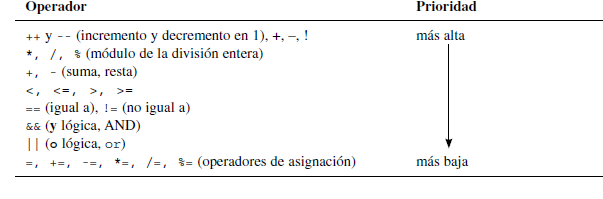 Operador Prioridad
++ y -- (incremento y decremento en 1), +, –, ! más alta
*, /, % (módulo de la división entera)
+, - (suma, resta)
<, <=, >, >=
== (igual a), != (no igual a)
&& (y lógica, AND)
|| (o lógica, or)
=, +=, -=, *=, /=, %= (operadores de asignación) más baja